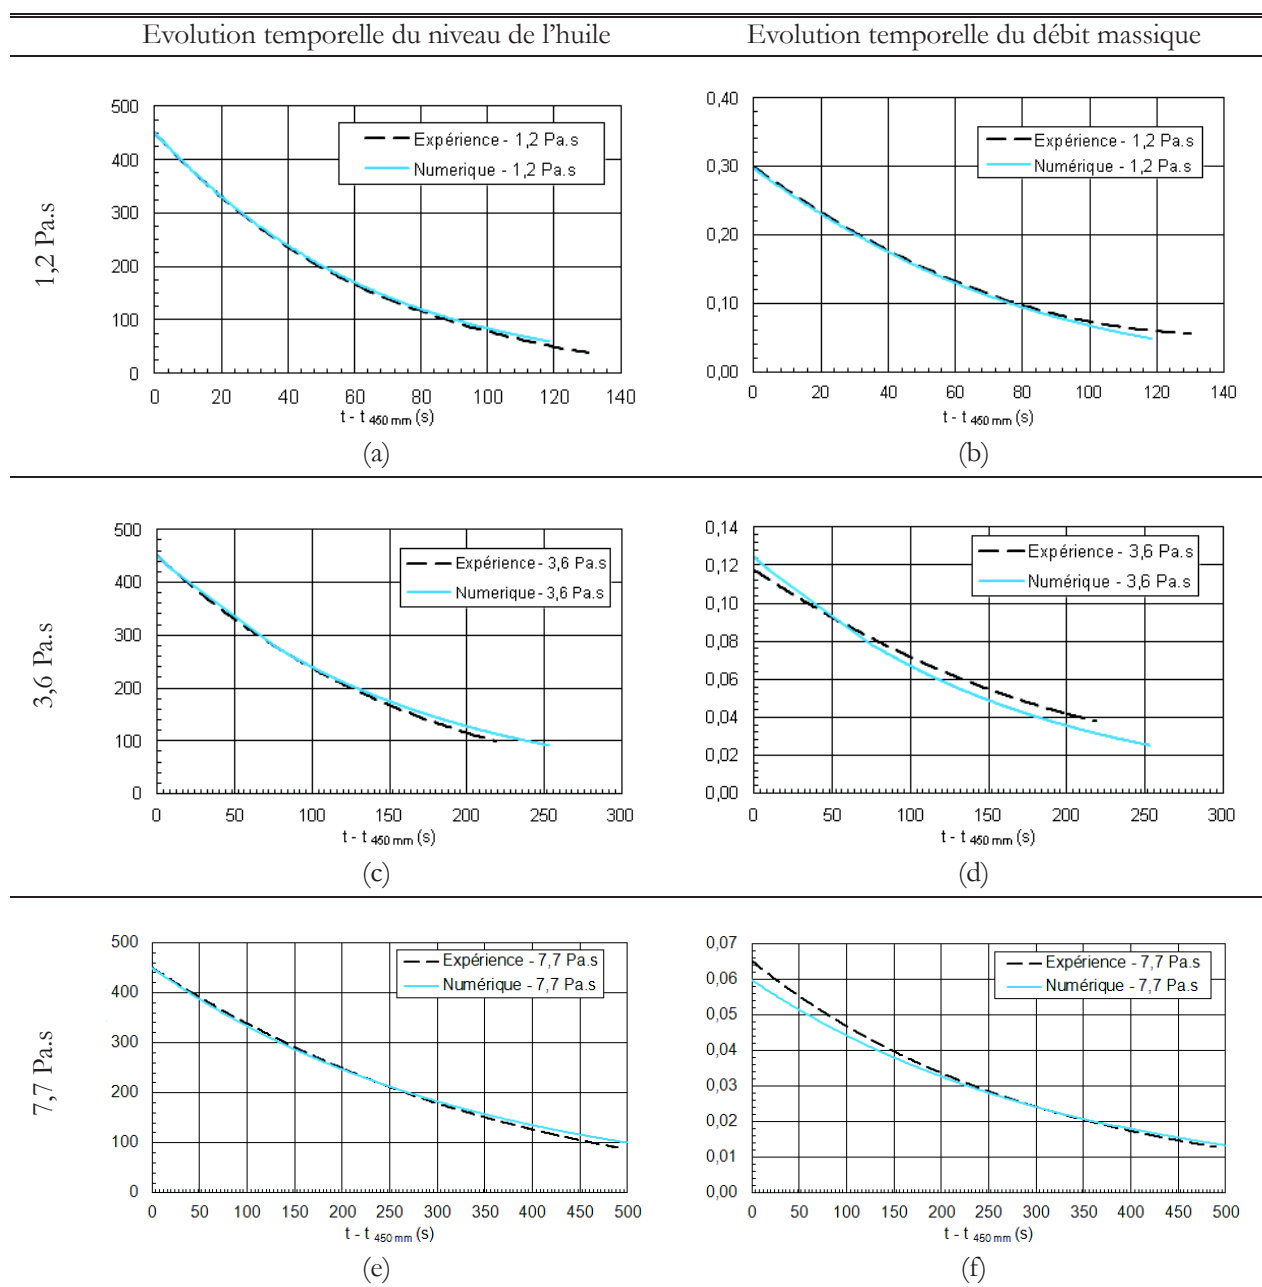 Evolution temporelle du niveau de l'huile
Evolution temporelle du débit massique
1,2 Pa.s
500
400
300
200
100
0
Expérience - 1,2 Pa.s
Numerique - 1,2 Pa.s
0 20 40 60 80 100 120 140
t - t 450 mm (s)
(a)
0,40
0,30
0,20
0,10
0,00
Expérience - 1,2 Pa.s
Numérique - 1,2 Pa.s
0 20 40 60 80 100 120 140
t - t 450 mm (s)
(b)
3,6 Pa.s
500
400
300
200
100
0
Expérience - 3,6 Pa.s
Numerique - 3,6 Pa.s
0 50 100 150 200 250 300
t - t 450 mm (s)
(c)
0,14
0,12
0,10
0,08
0,06
0,04
0,02
0,00
Expérience - 3,6 Pa.s
Numérique - 3,6 Pa.s
0 50 100 150 200 250 300
t - t 450 mm (s)
(d)
7,7 Pa.s
500
400
300
200
100
0
Expérience - 7,7 Pa.s
Numérique - 7,7 Pa.s
0 50 100 150 200 250 300 350 400 450 500
t - t 450 mm (s)
(e)
0,07
0,06
0,05
0,04
0,03
0,02
0,01
0,00
Expérience - 7,7 Pa.s
Numérique - 7,7 Pa.s
0 50 100 150 200 250 300 350 400 450 500
t - t 450 mm (s)
(f)